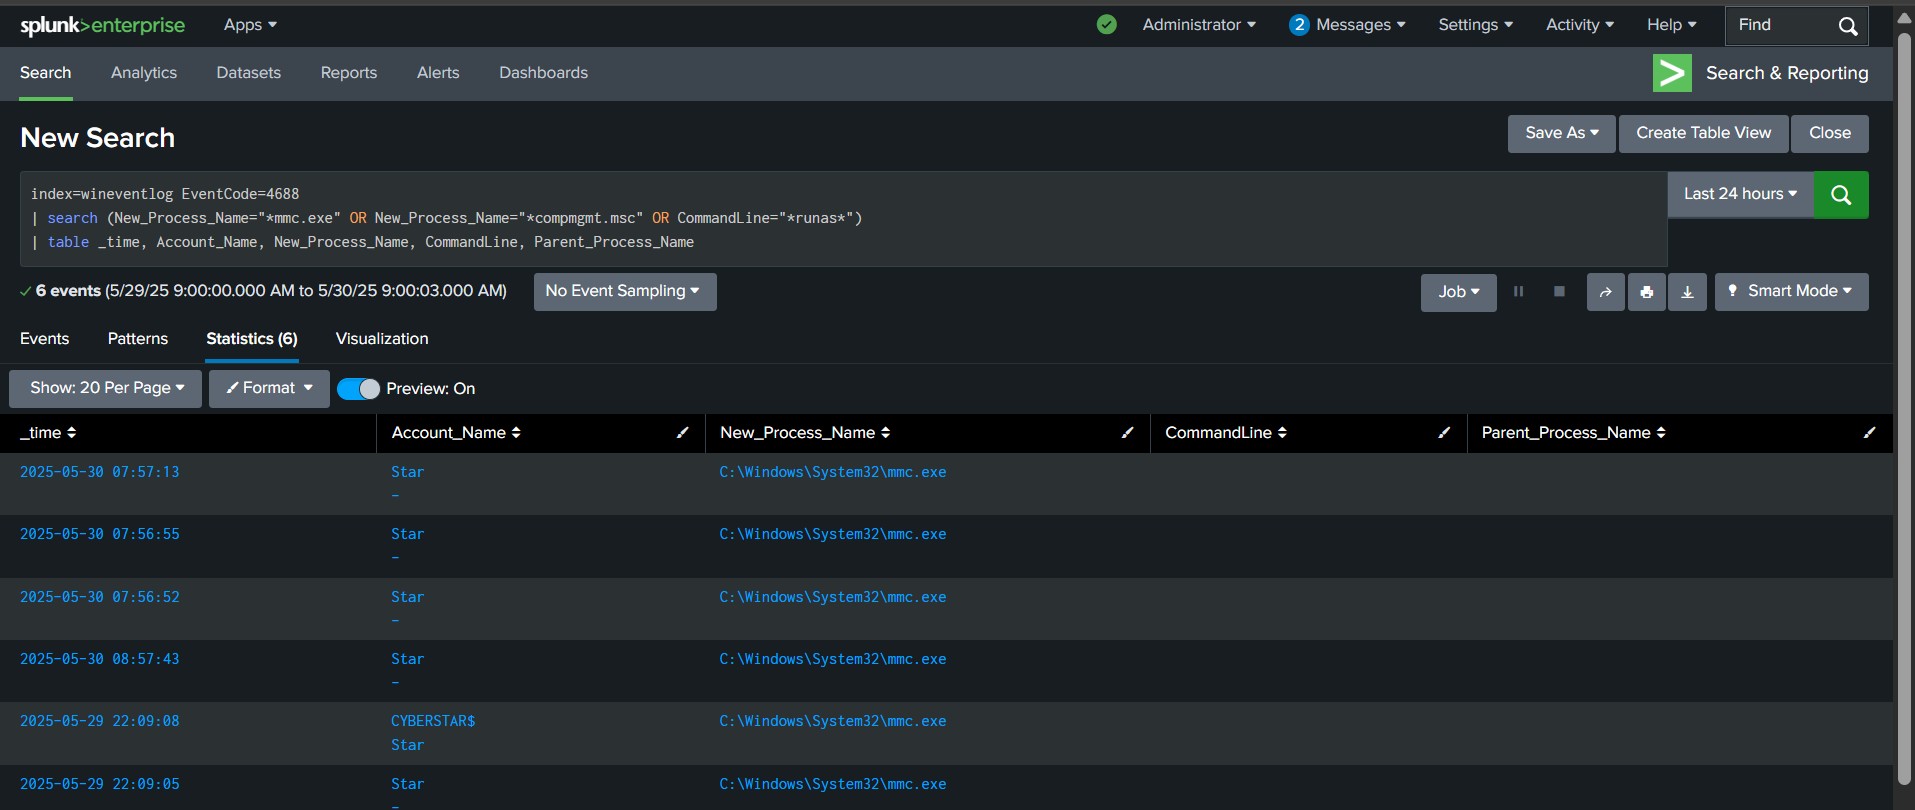 splunk>enterprise Apps Administrator 2 Messages Settings Activity Help Find
Search Analytics Datasets Reports Alerts Dashboards > Search & Reporting
New Search Save As Create Table View Close
index=wineventlog EventCode=4688 Last 24 hours
| search (New_Process_Name="*mmc.exe" OR New_Process_Name="*compmgmt.msc" OR CommandLine="*runas*")
| table _time, Account_Name, New_Process_Name, CommandLine, Parent_Process_Name
6 events (5/29/25 9:00:00.000 AM to 5/30/25 9:00:03.000 AM) No Event Sampling Job Smart Mode
Events Patterns Statistics (6) Visualization
Show: 20 Per Page Format Preview: On
_time Account_Name New_Process_Name CommandLine Parent_Process_Name
2025-05-30 07:57:13 Star C:\Windows\System32\mmc.exe
-
2025-05-30 07:56:55 Star C:\Windows\System32\mmc.exe
-
2025-05-30 07:56:52 Star C:\Windows\System32\mmc.exe
-
2025-05-30 08:57:43 Star C:\Windows\System32\mmc.exe
-
2025-05-29 22:09:08 CYBERSTAR$ C:\Windows\System32\mmc.exe
Star
2025-05-29 22:09:05 Star C:\Windows\System32\mmc.exe
-